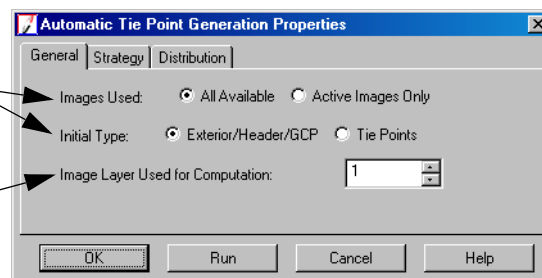 Automatic Tie Point Generation Properties
General Strategy Distribution
Images Used: All Available Active Images Only
Initial Type: Exterior/Header/GCP Tie Points
Image Layer Used for Computation: 1
OK Run Cancel Help